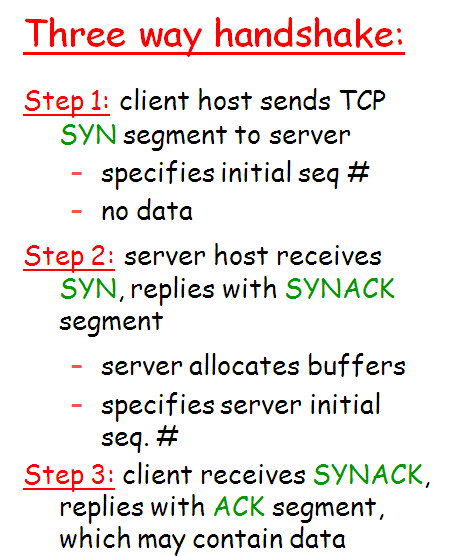 Three way handshake:
Step 1: client host sends TCP
SYN segment to server
– specifies initial seq #
– no data
Step 2: server host receives
SYN, replies with SYNACK
segment
– server allocates buffers
– specifies server initial
seq. #
Step 3: client receives SYNACK,
replies with ACK segment,
which may contain data